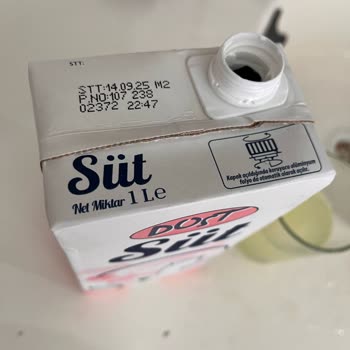 STT:
STT:14.09.25 M2
P.NO:107 238
02372 22:47
Süt
Net Miktar 1 Le
Kapak açıldığında koruyucu alüminyum
folyo da otomatik olarak açılır.
DOST
Süt